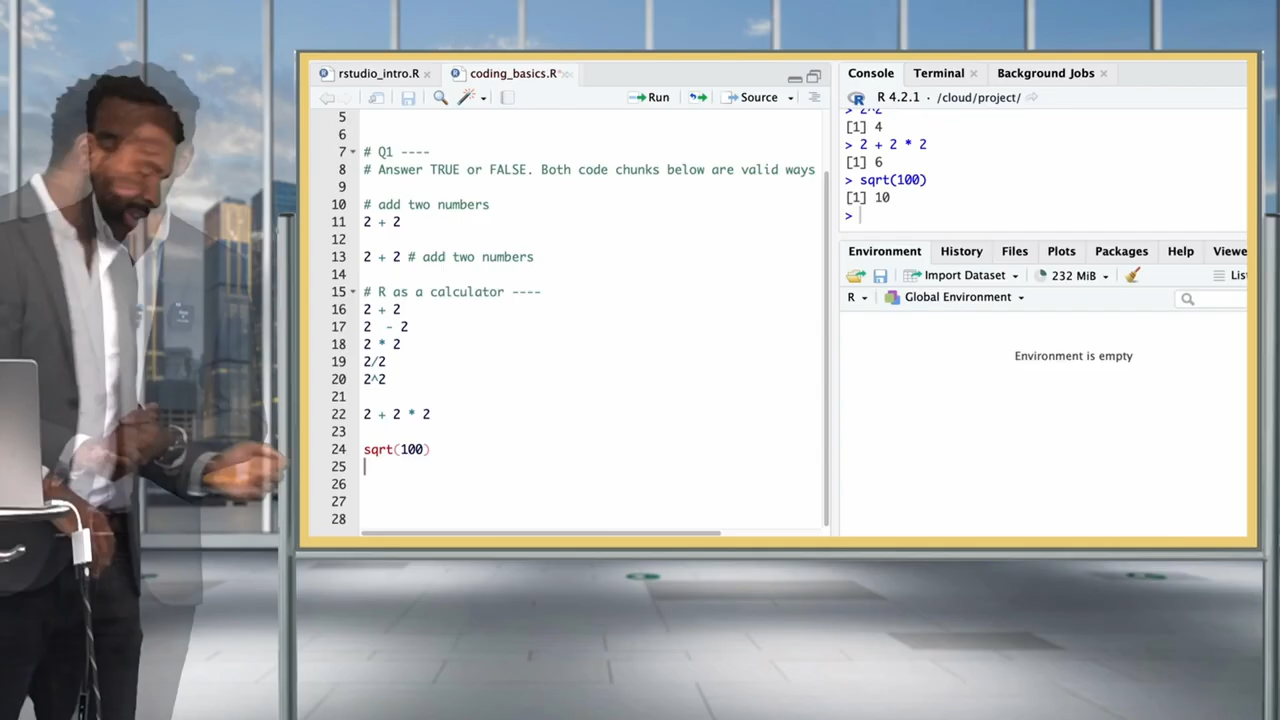 rstudio_intro.R
coding_basics.R*
Run
Source
5
6
7 # Q1 ----
8 # Answer TRUE or FALSE. Both code chunks below are valid ways
9
10 # add two numbers
11 2 + 2
12
13 2 + 2 # add two numbers
14
15 # R as a calculator ----
16 2 + 2
17 2  - 2
18 2 * 2
19 2/2
20 2^2
21
22 2 + 2 * 2
23
24 sqrt(100)
25
26
27
28
Console Terminal Background Jobs
R 4.2.1 · /cloud/project/
> 2^2
[1] 4
> 2 + 2 * 2
[1] 6
> sqrt(100)
[1] 10
>
Environment History Files Plots Packages Help Viewe
Import Dataset 232 MiB Lis
R Global Environment
Environment is empty